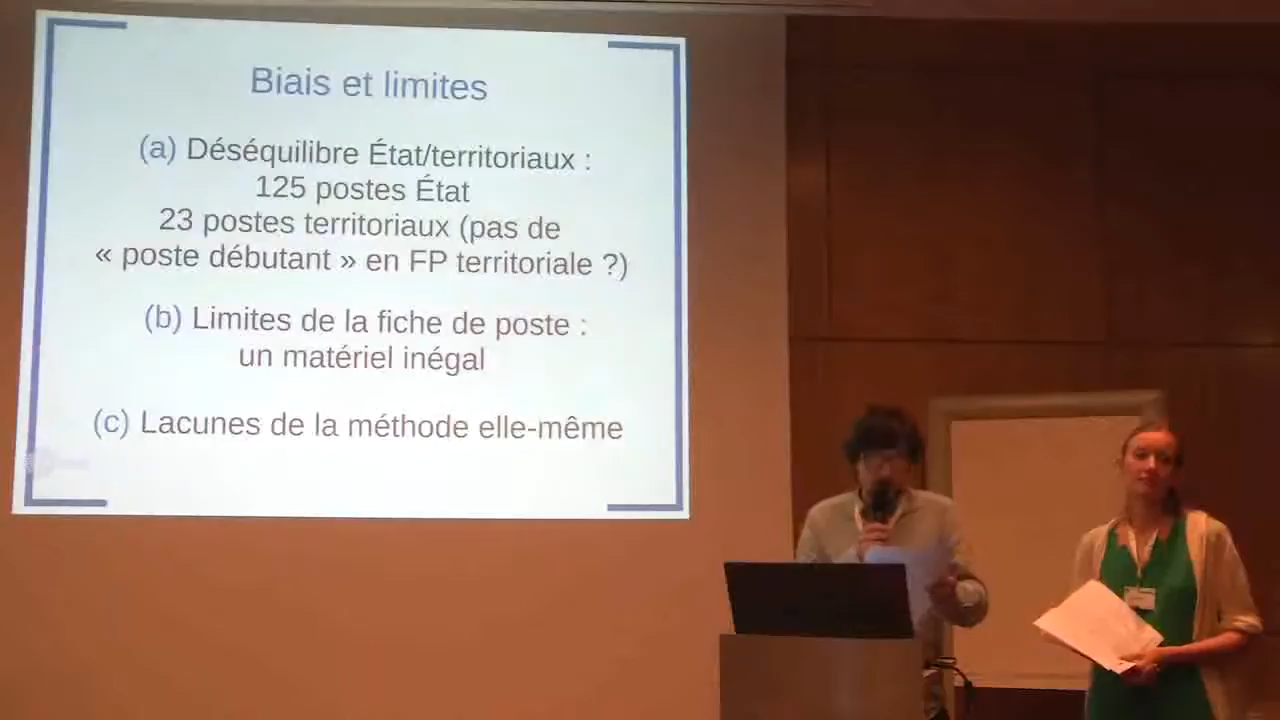 Biais et limites
(a) Déséquilibre État/territoriaux :
125 postes État
23 postes territoriaux (pas de
« poste débutant » en FP territoriale ?)
(b) Limites de la fiche de poste :
un matériel inégal
(c) Lacunes de la méthode elle-même